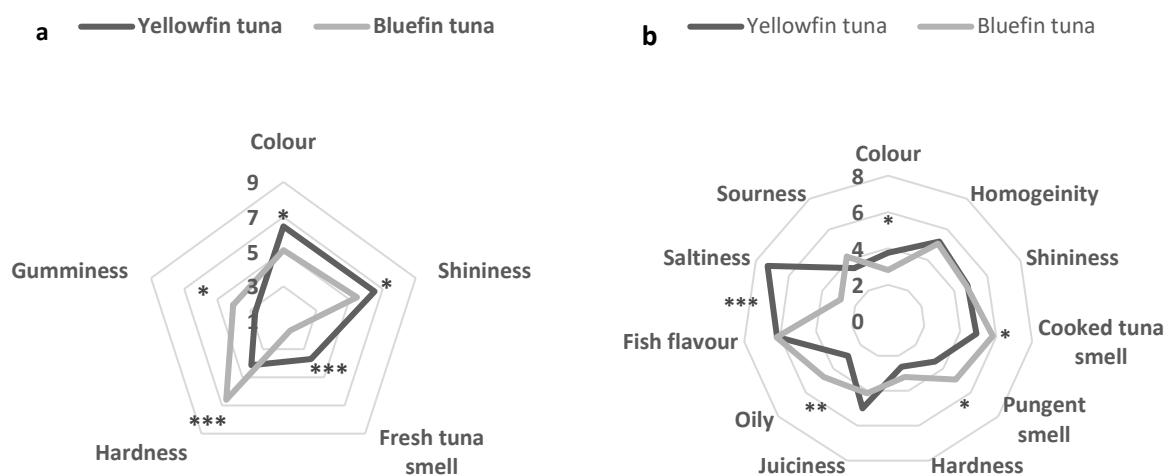 a
Yellowfin tuna
Bluefin tuna
Colour
9
7
5
3
1
*
Shininess
*
Fresh tuna
smell
***
Hardness
***
Gumminess
*
b
Yellowfin tuna
Bluefin tuna
Colour
8
6
4
2
0
*
Homogeinity
Shininess
Cooked tuna
smell
*
Pungent
smell
*
Hardness
Juiciness
Oily
**
Fish flavour
Saltiness
***
Sourness